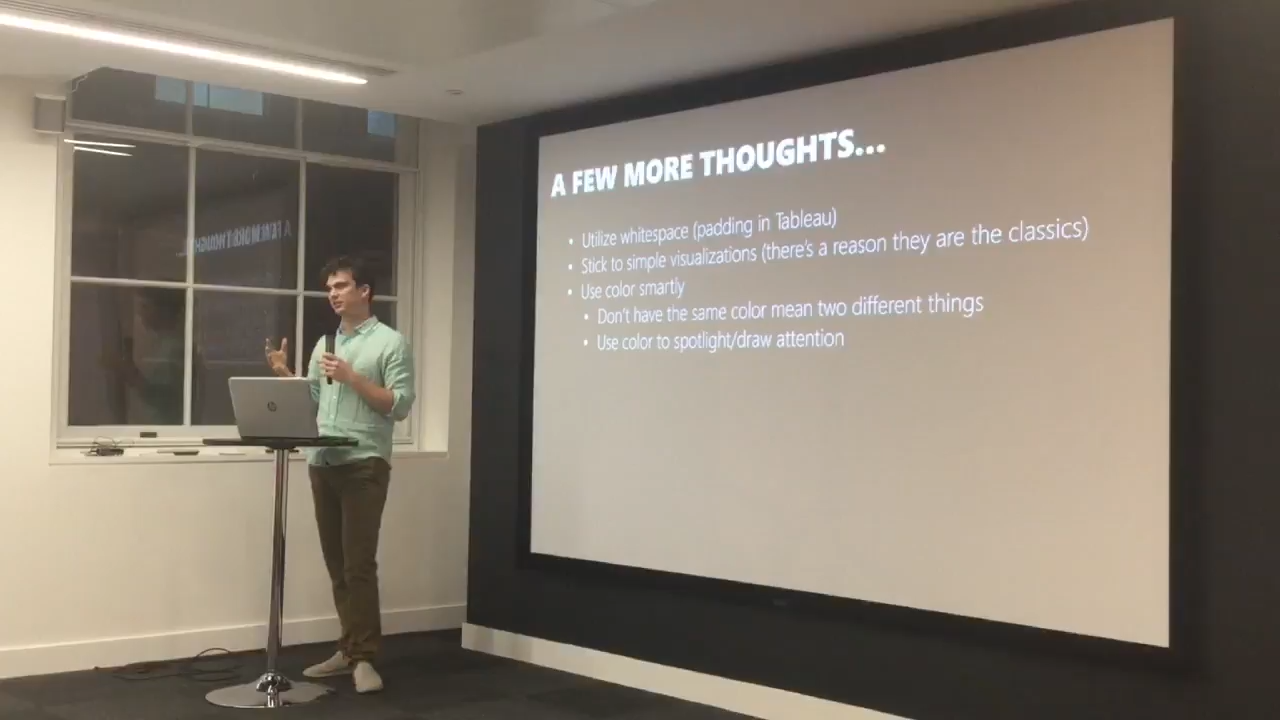 A FEW MORE THOUGHTS...
• Utilize whitespace (padding in Tableau)
• Stick to simple visualizations (there's a reason they are the classics)
• Use color smartly
• Don't have the same color mean two different things
• Use color to spotlight/draw attention
hp